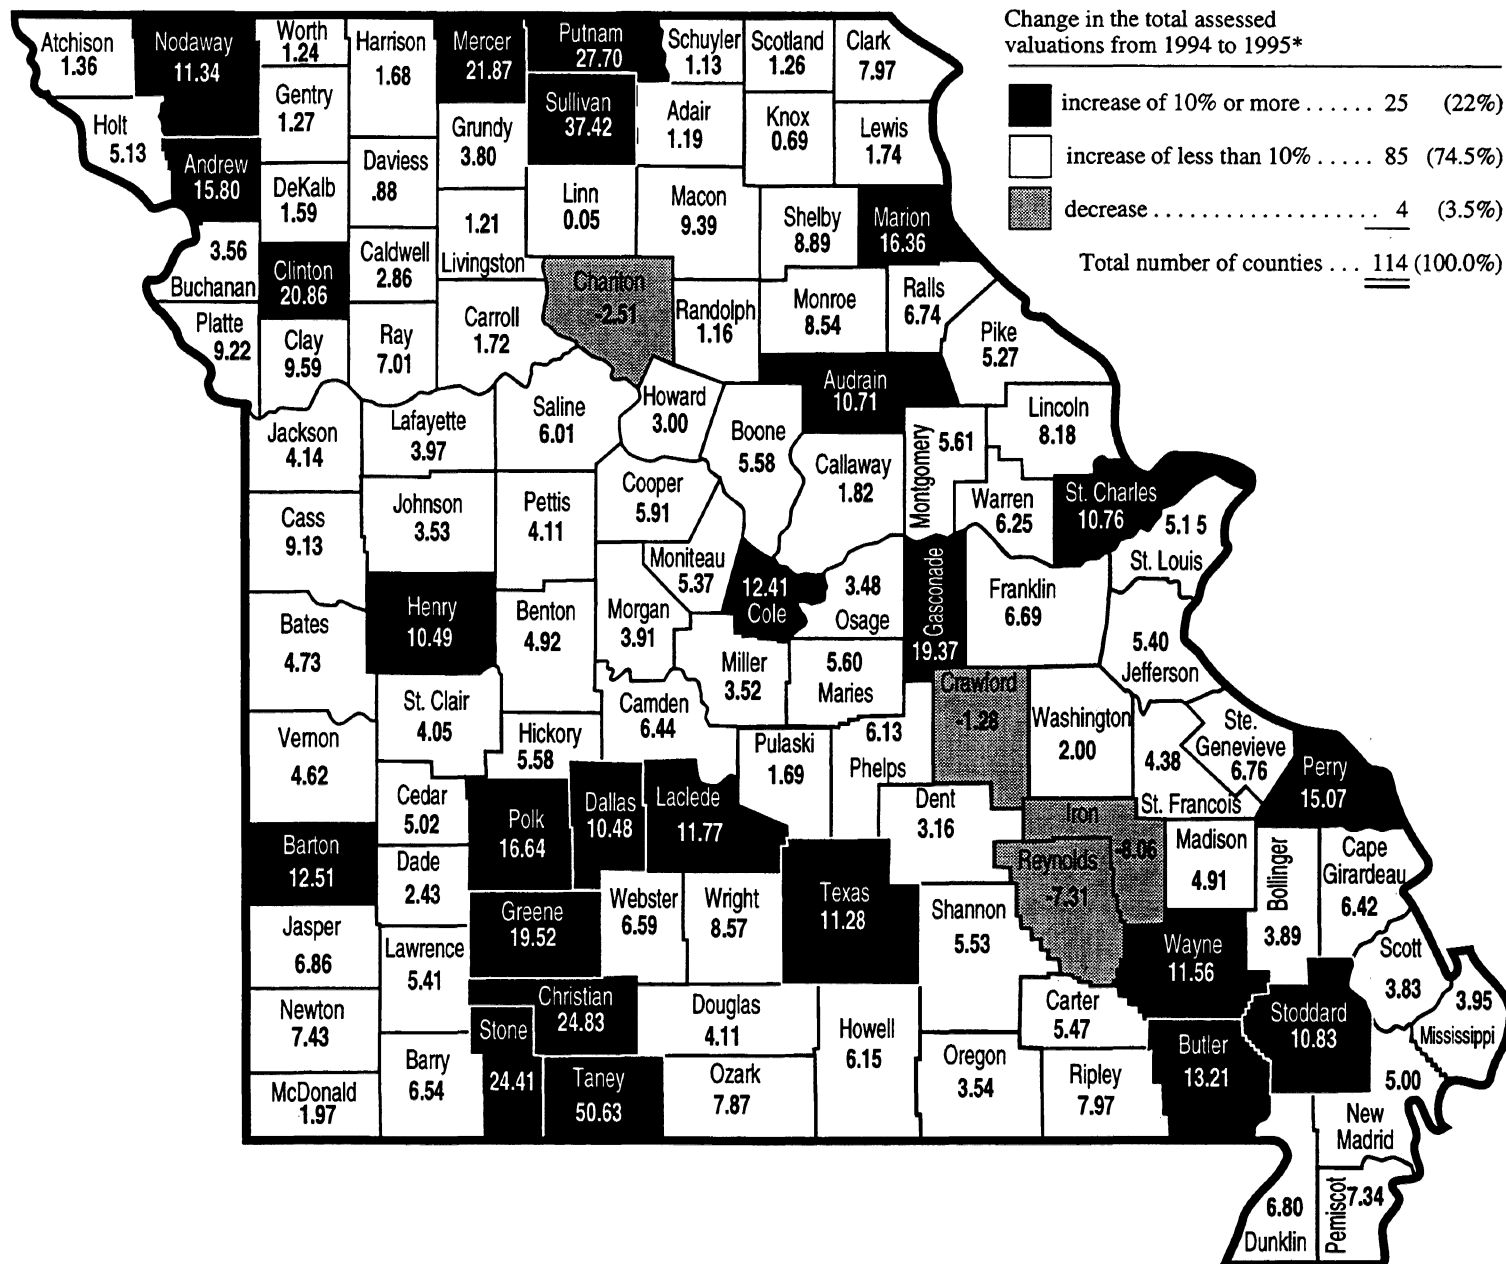 Change in the total assessed
valuations from 1994 to 1995*
increase of 10% or more ...... 25 (22%)
increase of less than 10% ..... 85 (74.5%)
decrease ................... 4 (3.5%)
Total number of counties ... 114 (100.0%)
Atchison
1.36
Nodaway
11.34
Worth
1.24
Harrison
1.68
Mercer
21.87
Putnam
27.70
Schuyler
1.13
Scotland
1.26
Clark
7.97
Holt
5.13
Gentry
1.27
Grundy
3.80
Sullivan
37.42
Adair
1.19
Knox
0.69
Lewis
1.74
Andrew
15.80
DeKalb
1.59
Daviess
.88
1.21
Livingston
Linn
0.05
Macon
9.39
Shelby
8.89
Marion
16.36
3.56
Buchanan
Clinton
20.86
Caldwell
2.86
Carroll
1.72
Chariton
-2.51
Randolph
1.16
Monroe
8.54
Ralls
6.74
Pike
5.27
Platte
9.22
Clay
9.59
Ray
7.01
Audrain
10.71
Jackson
4.14
Lafayette
3.97
Saline
6.01
Howard
3.00
Boone
5.58
Callaway
1.82
Montgomery
5.61
Lincoln
8.18
Cass
9.13
Johnson
3.53
Pettis
4.11
Cooper
5.91
Moniteau
5.37
Warren
6.25
St. Charles
10.76
5.1 5
St. Louis
Bates
4.73
Henry
10.49
Benton
4.92
Morgan
3.91
12.41
Cole
3.48
Osage
Gasconade
19.37
Franklin
6.69
5.40
Jefferson
Miller
3.52
5.60
Maries
St. Clair
4.05
Hickory
5.58
Camden
6.44
Pulaski
1.69
6.13
Phelps
Crawford
-1.28
Washington
2.00
4.38
St. Francois
Ste.
Genevieve
6.76
Perry
15.07
Vernon
4.62
Cedar
5.02
Polk
16.64
Dallas
10.48
Laclede
11.77
Dent
3.16
Iron
-8.06
Reynolds
-7.31
Madison
4.91
Bollinger
3.89
Cape
Girardeau
6.42
Barton
12.51
Dade
2.43
Greene
19.52
Webster
6.59
Wright
8.57
Texas
11.28
Shannon
5.53
Wayne
11.56
Scott
3.83
Jasper
6.86
Lawrence
5.41
Christian
24.83
Douglas
4.11
Howell
6.15
Carter
5.47
Stoddard
10.83
3.95
Mississippi
Newton
7.43
Stone
24.41
Barry
6.54
Taney
50.63
Ozark
7.87
Oregon
3.54
Ripley
7.97
Butler
13.21
5.00
New
Madrid
McDonald
1.97
6.80
Dunklin
Pemiscot
7.34